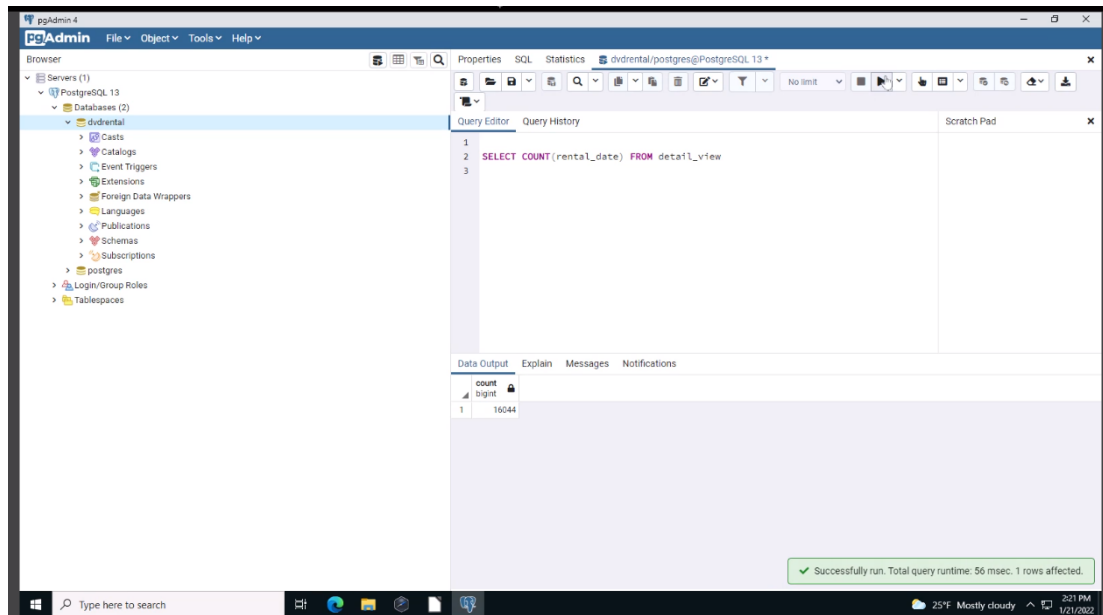 pgAdmin 4
pgAdmin File Object Tools Help
Browser
Properties SQL Statistics dvdrental/postgres@PostgreSQL 13 *
No limit
Servers (1)
PostgreSQL 13
Databases (2)
dvdrental
Casts
Catalogs
Event Triggers
Extensions
Foreign Data Wrappers
Languages
Publications
Schemas
Subscriptions
postgres
Login/Group Roles
Tablespaces
Query Editor Query History
Scratch Pad
1
2 SELECT COUNT(rental_date) FROM detail_view
3
Data Output Explain Messages Notifications
count
bigint
1 16044
Successfully run. Total query runtime: 56 msec. 1 rows affected.
Type here to search
25°F Mostly cloudy
2:21 PM
1/21/2022